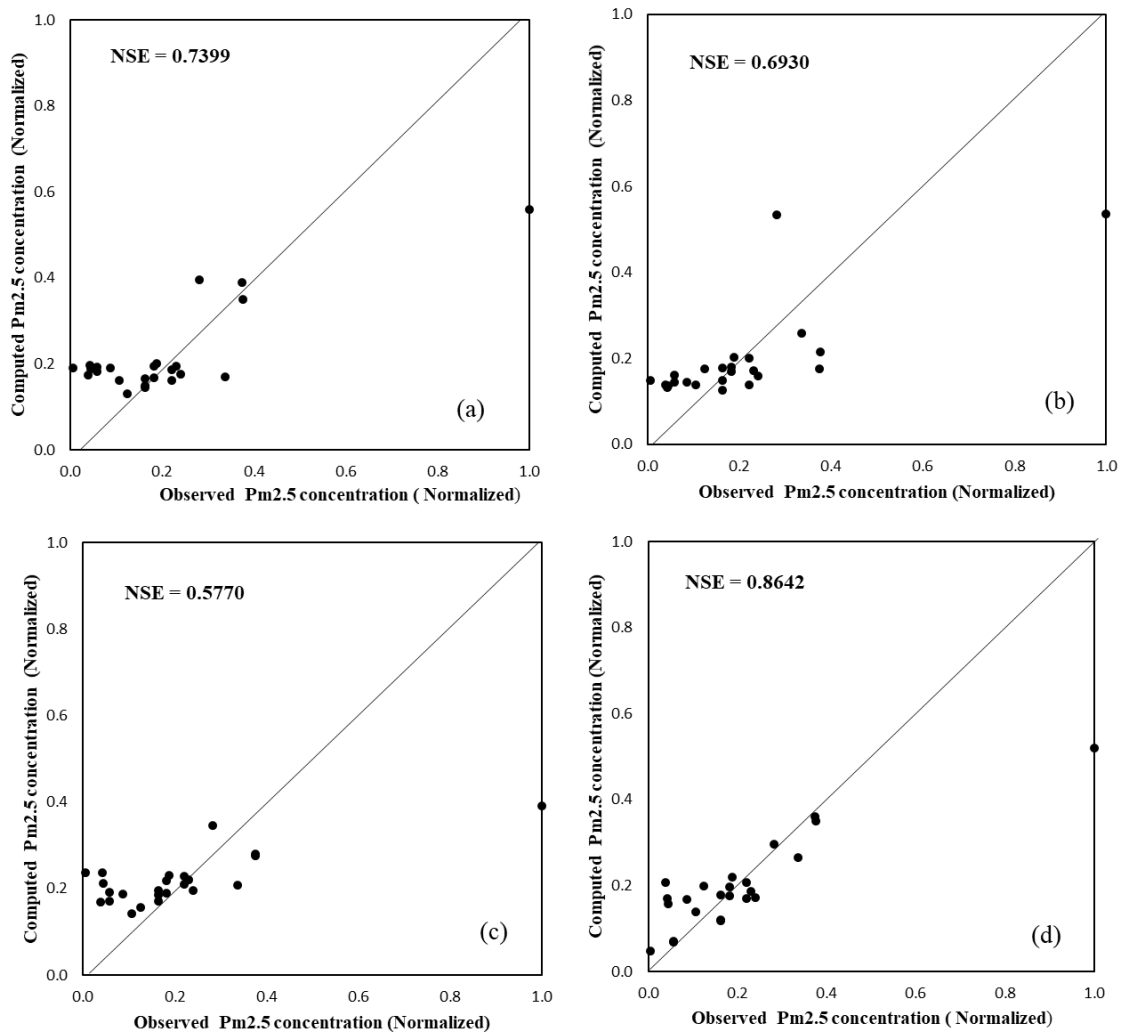 1.0
NSE = 0.7399
0.8
0.6
0.4
0.2
0.0
Computed Pm2.5 concentration (Normalized)
(a)
0.0 0.2 0.4 0.6 0.8 1.0
Observed Pm2.5 concentration ( Normalized)
1.0
NSE = 0.6930
0.8
0.6
0.4
0.2
0.0
Computed Pm2.5 concentration (Normalized)
(b)
0.0 0.2 0.4 0.6 0.8 1.0
Observed Pm2.5 concentration (Normalized)
1.0
NSE = 0.5770
0.8
0.6
0.4
0.2
0.0
Computed Pm2.5 concentration (Normalized)
(c)
0.0 0.2 0.4 0.6 0.8 1.0
Observed Pm2.5 concentration (Normalized)
1.0
NSE = 0.8642
0.8
0.6
0.4
0.2
0.0
Computed Pm2.5 concentration (Normalized)
(d)
0.0 0.2 0.4 0.6 0.8 1.0
Observed Pm2.5 concentration ( Normalized)